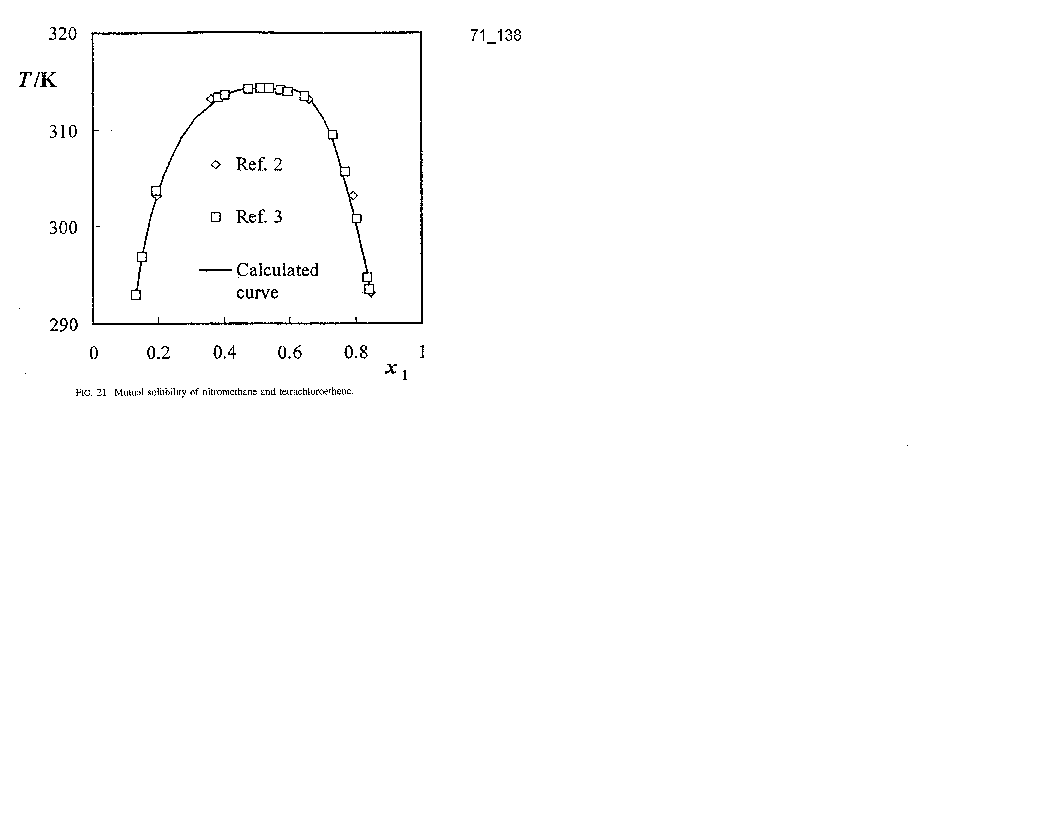 71_138
320
T/K
310
300
290
Ref. 2
Ref. 3
Calculated
curve
0 0.2 0.4 0.6 0.8 1
x 1
FIG. 21 Mutual solubility of nitromethane and tetrachloroethene.